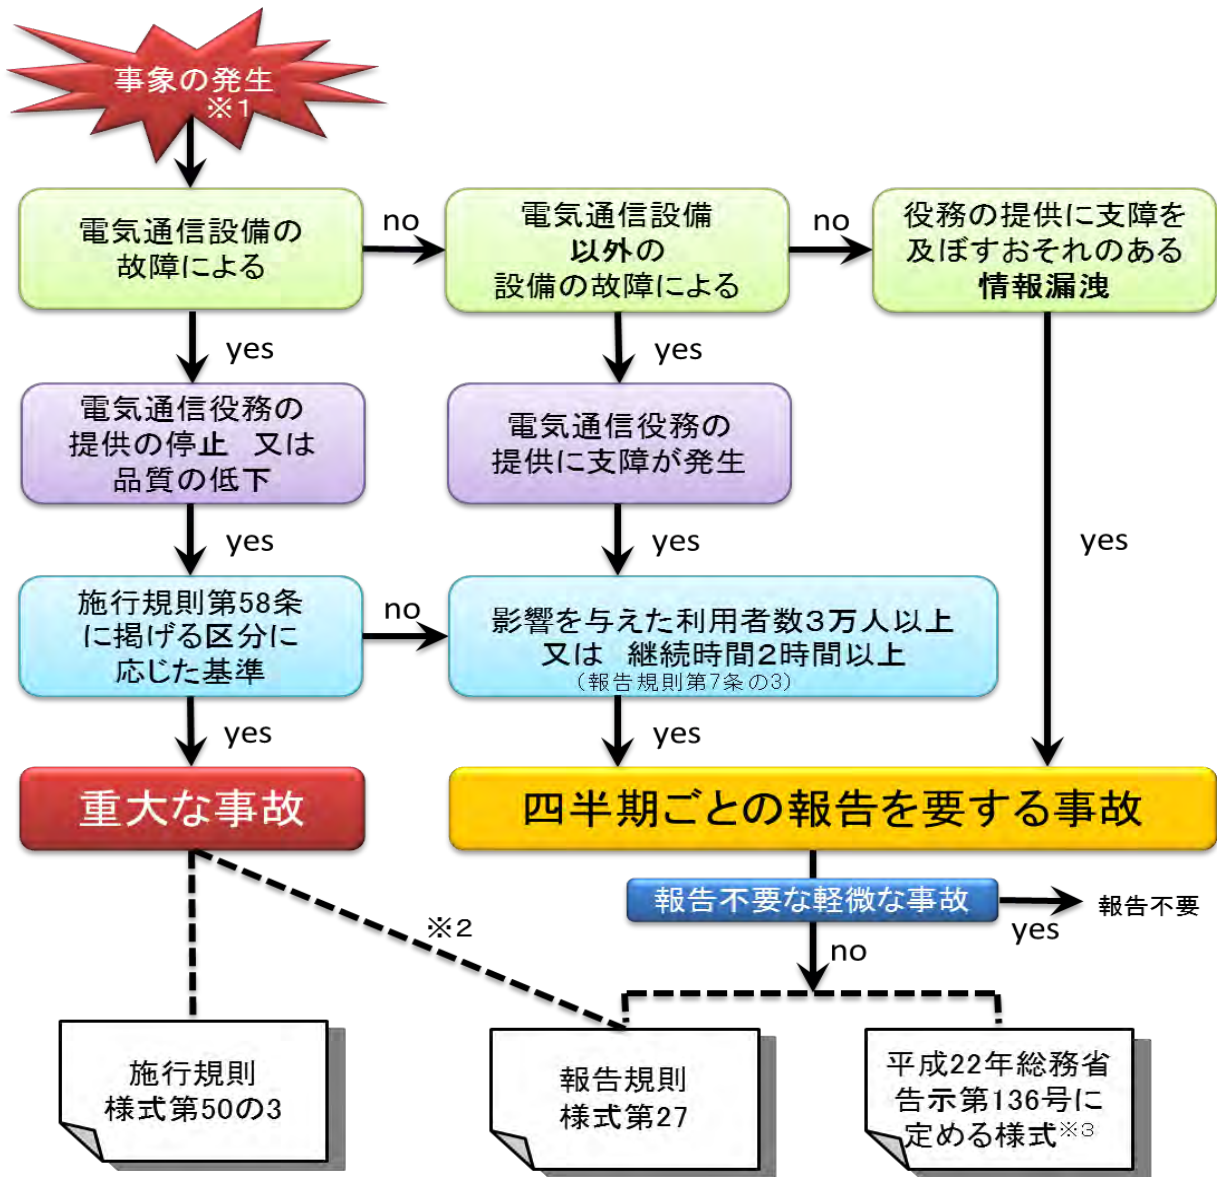 事象の発生
※1
電気通信設備の
故障による
no
電気通信設備
以外の
設備の故障による
no
役務の提供に支障を
及ぼすおそれのある
情報漏洩
yes
yes
電気通信役務の
提供の停止 又は
品質の低下
電気通信役務の
提供に支障が発生
yes
yes
yes
施行規則第58条
に掲げる区分に
応じた基準
no
影響を与えた利用者数3万人以上
又は 継続時間2時間以上
(報告規則第7条の3)
yes
yes
重大な事故
四半期ごとの報告を要する事故
報告不要な軽微な事故
yes
報告不要
※2
no
施行規則
様式第50の3
報告規則
様式第27
平成22年総務省
告示第136号に
定める様式※3